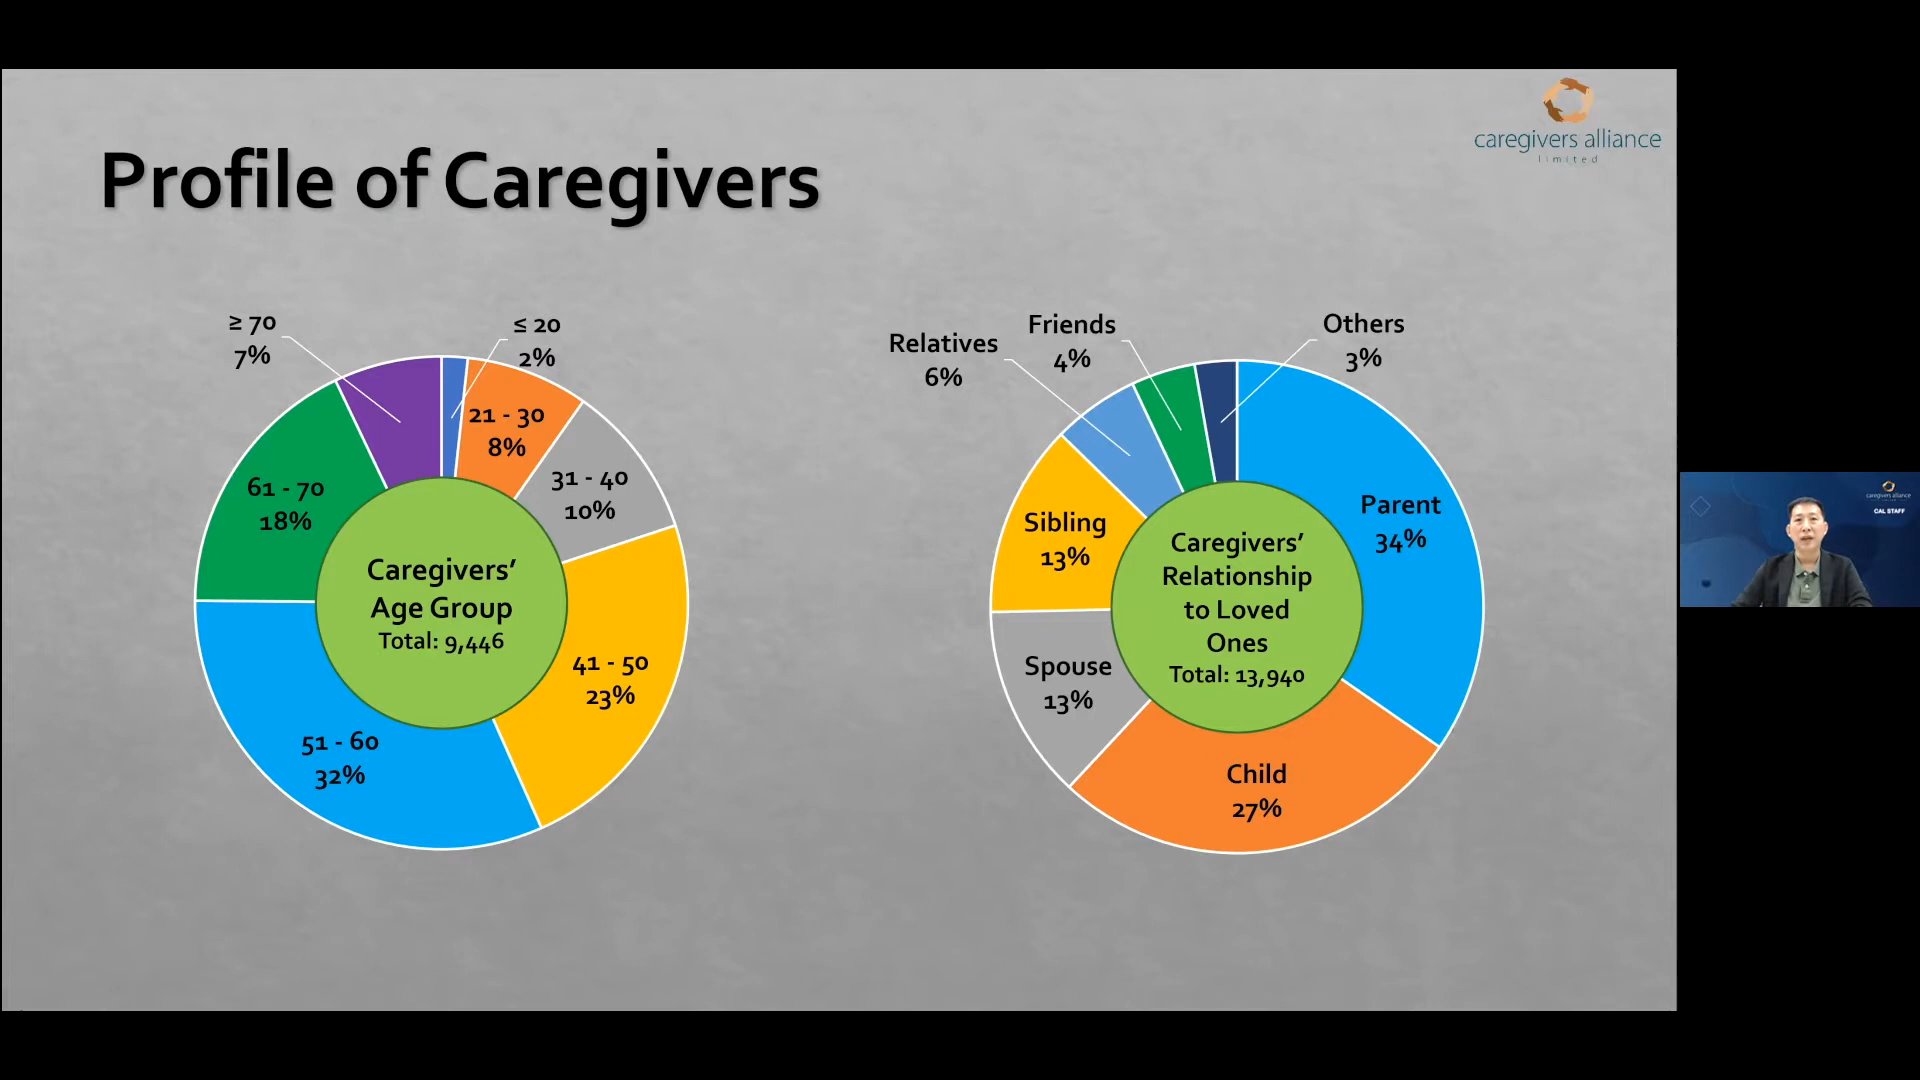 caregivers alliance
limited
Profile of Caregivers
≥ 70
7%
≤ 20
2%
21 - 30
8%
31 - 40
10%
61 - 70
18%
Caregivers’
Age Group
Total: 9,446
41 - 50
23%
51 - 60
32%
Relatives
6%
Friends
4%
Others
3%
Parent
34%
Sibling
13%
Caregivers’
Relationship
to Loved
Ones
Total: 13,940
Spouse
13%
Child
27%
caregivers alliance
CAL STAFF